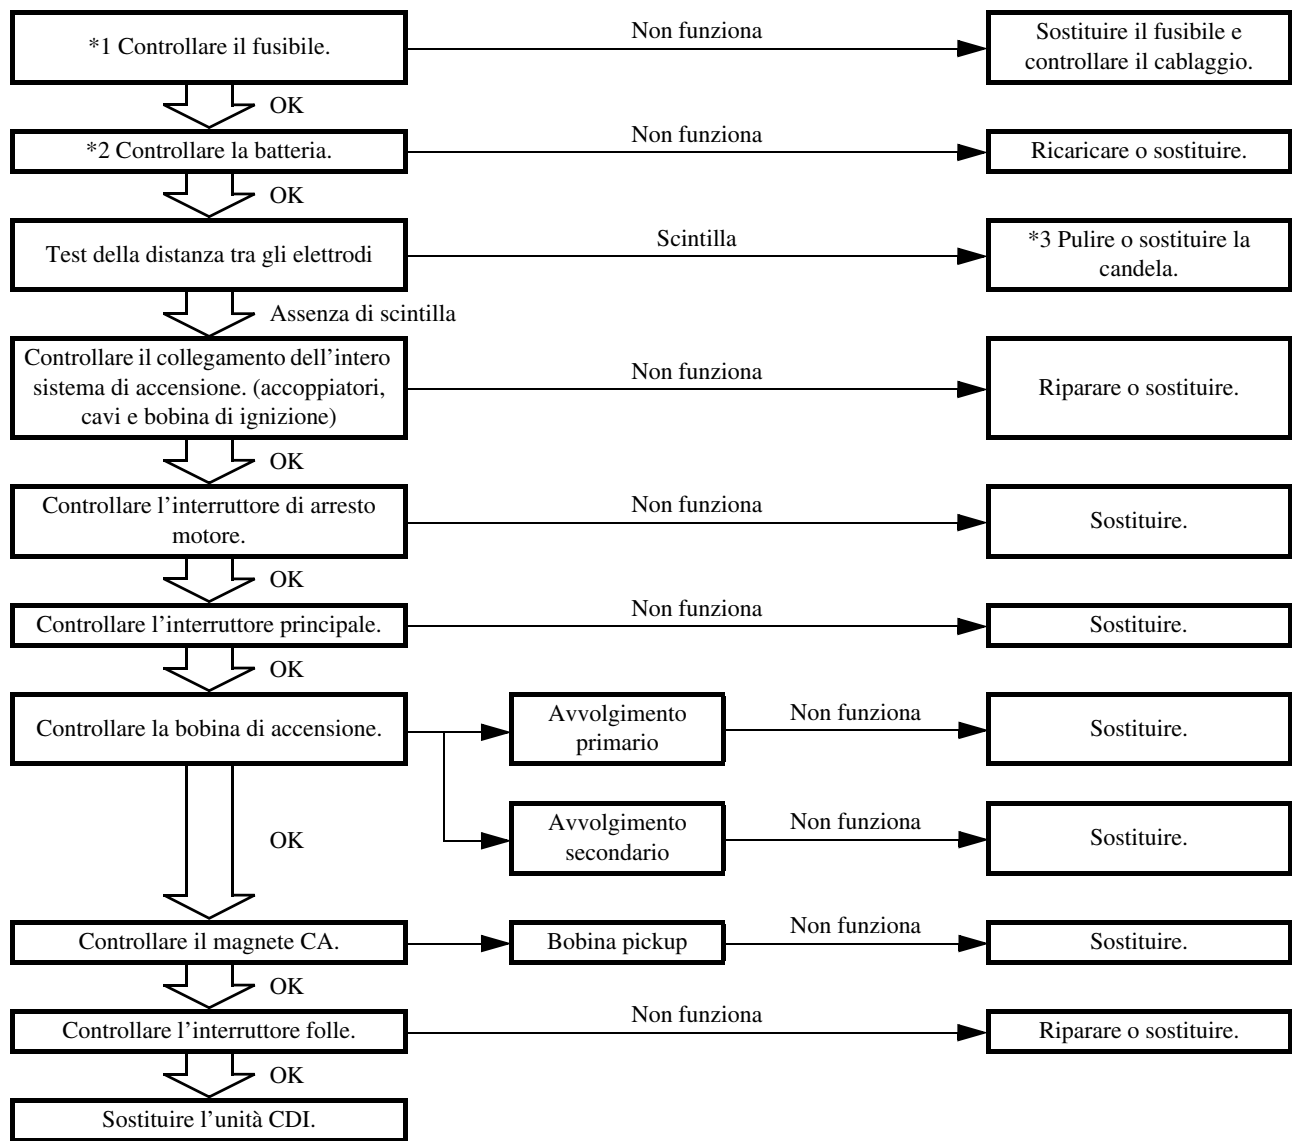 *1 Controllare il fusibile.
Non funziona
Sostituire il fusibile e
controllare il cablaggio.
OK
*2 Controllare la batteria.
Non funziona
Ricaricare o sostituire.
OK
Test della distanza tra gli elettrodi
Scintilla
*3 Pulire o sostituire la
candela.
Assenza di scintilla
Controllare il collegamento dell’intero
sistema di accensione. (accoppiatori,
cavi e bobina di ignizione)
Non funziona
Riparare o sostituire.
OK
Controllare l’interruttore di arresto
motore.
Non funziona
Sostituire.
OK
Controllare l’interruttore principale.
Non funziona
Sostituire.
OK
Controllare la bobina di accensione.
Avvolgimento
primario
Non funziona
Sostituire.
Avvolgimento
secondario
Non funziona
Sostituire.
OK
Controllare il magnete CA.
Bobina pickup
Non funziona
Sostituire.
OK
Controllare l’interruttore folle.
Non funziona
Riparare o sostituire.
OK
Sostituire l’unità CDI.